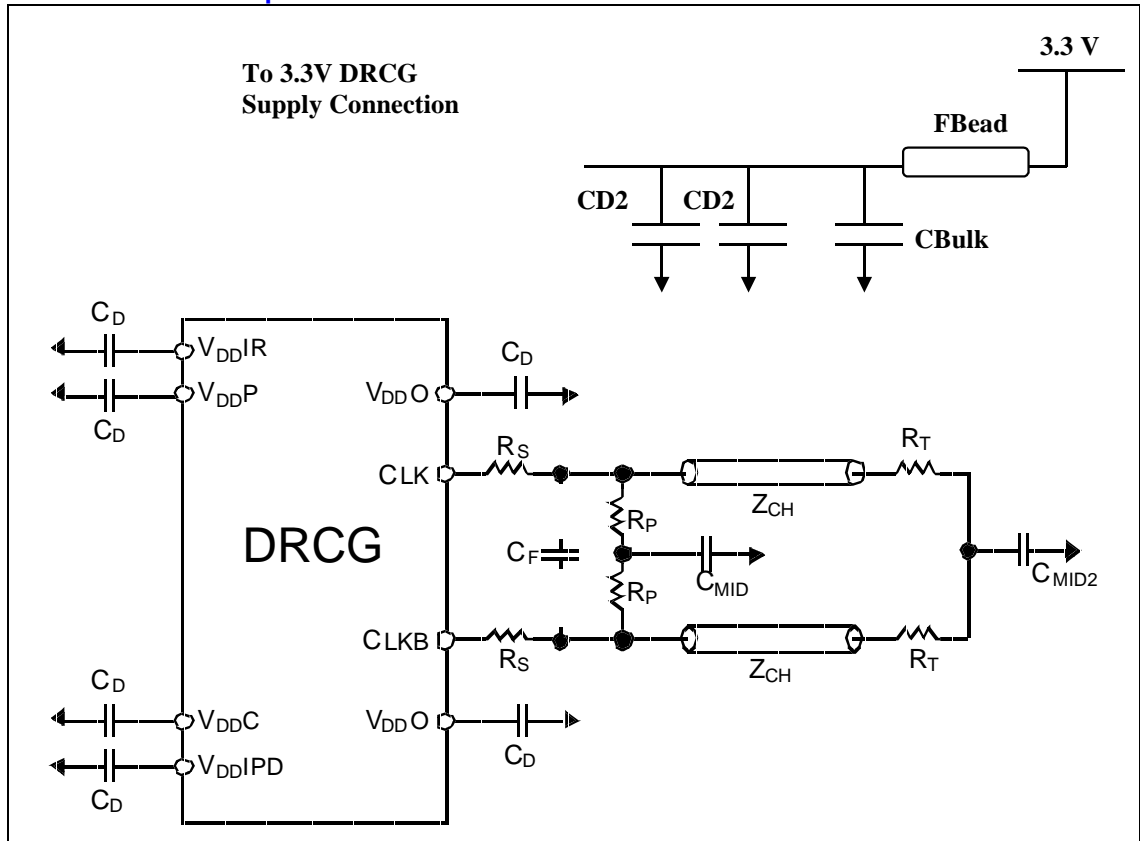 3.3 V
To 3.3V DRCG
Supply Connection
FBead
CD2 CD2
CBulk
CD
VDDIR
CD
VDDP
VDDO
CD
RS
RT
CLK
ZCH
RP
DRCG
CF
CMID
CMID2
RP
CLKB
RS
ZCH
RT
CD
VDDC
VDDO
VDDIPD
CD
CD